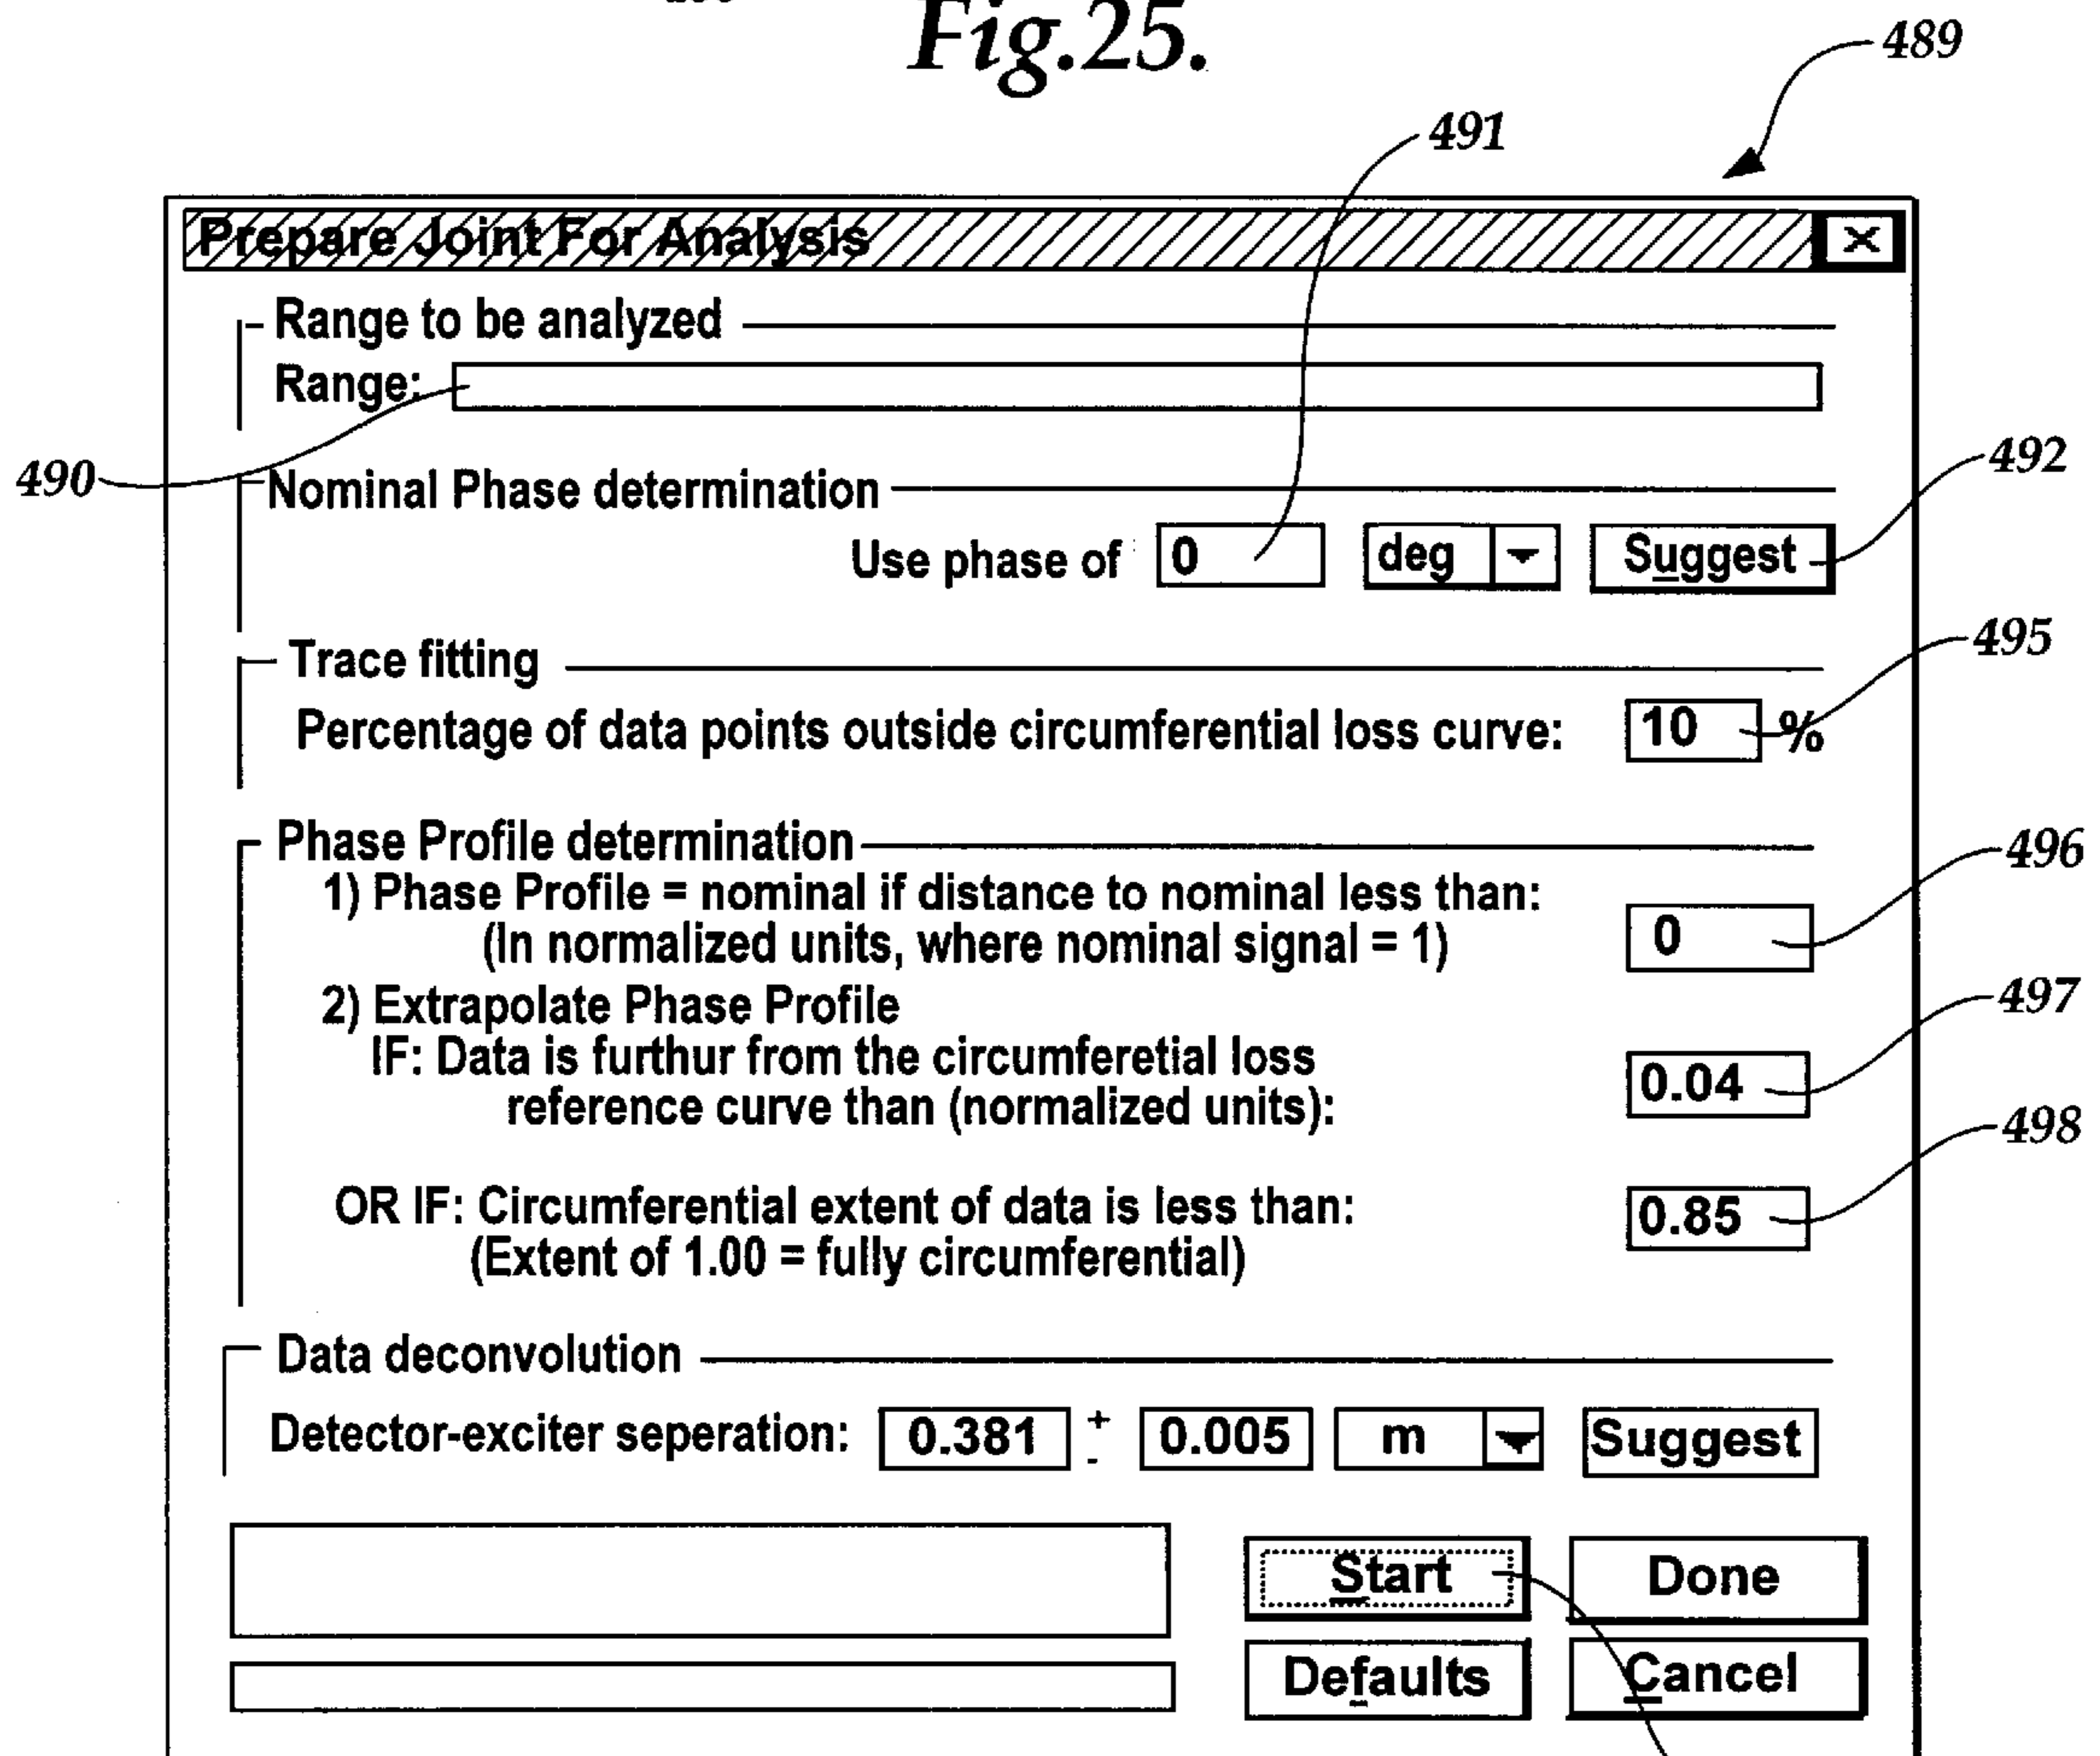 Fig.25.
489
491
Prepare Joint For Analysis
Range to be analyzed
Range:
490
Nominal Phase determination
492
Use phase of 0 deg Suggest
495
Trace fitting
Percentage of data points outside circumferential loss curve: 10 %
Phase Profile determination
496
1) Phase Profile = nominal if distance to nominal less than:
(In normalized units, where nominal signal = 1) 0
497
2) Extrapolate Phase Profile
IF: Data is furthur from the circumferetial loss
reference curve than (normalized units): 0.04
498
OR IF: Circumferential extent of data is less than: 0.85
(Extent of 1.00 = fully circumferential)
Data deconvolution
Detector-exciter seperation: 0.381 + - 0.005 m Suggest
Start Done
Defaults Cancel